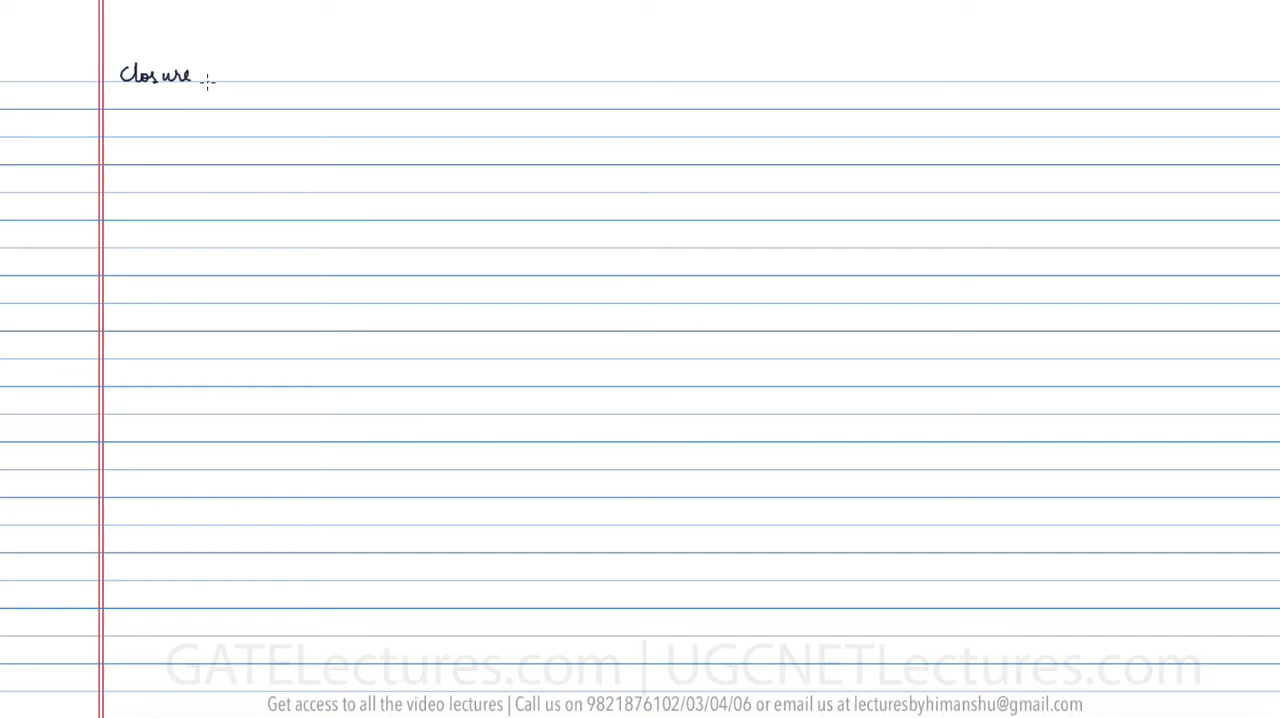 Closure
GATELectures.com | UGCNETLectures.com
Get access to all the video lectures | Call us on 9821876102/03/04/06 or email us at lecturesbyhimanshu@gmail.com